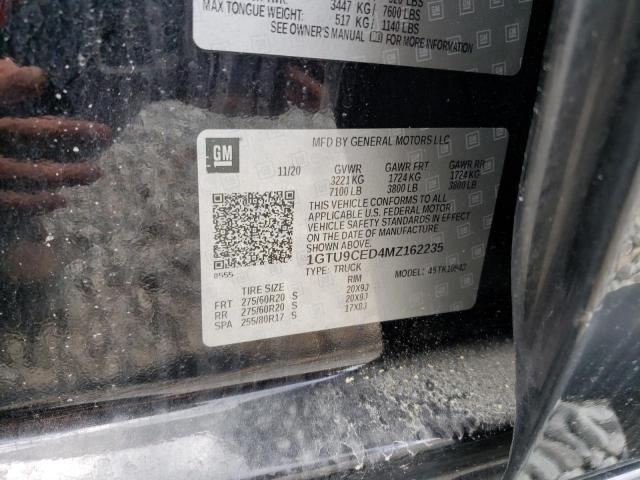 3447 KG / 7600 LBS
MAX TONGUE WEIGHT: 517 KG / 1140 LBS
SEE OWNER'S MANUAL FOR MORE INFORMATION
GM
MFD BY GENERAL MOTORS LLC
11/20 GVWR GAWR FRT GAWR RR
3221 KG 1724 KG 1724 KG
7100 LB 3800 LB 3800 LB
THIS VEHICLE CONFORMS TO ALL
APPLICABLE U.S. FEDERAL MOTOR
VEHICLE SAFETY STANDARDS IN EFFECT
ON THE DATE OF MANUFACTURE
SHOWN ABOVE.
1GTU9CED4MZ162235
8555 TYPE: TRUCK MODEL:
TIRE SIZE RIM
FRT 275/60R20 S 20X9J
RR 275/60R20 S 20X9J
SPA 255/80R17 S 17X8J